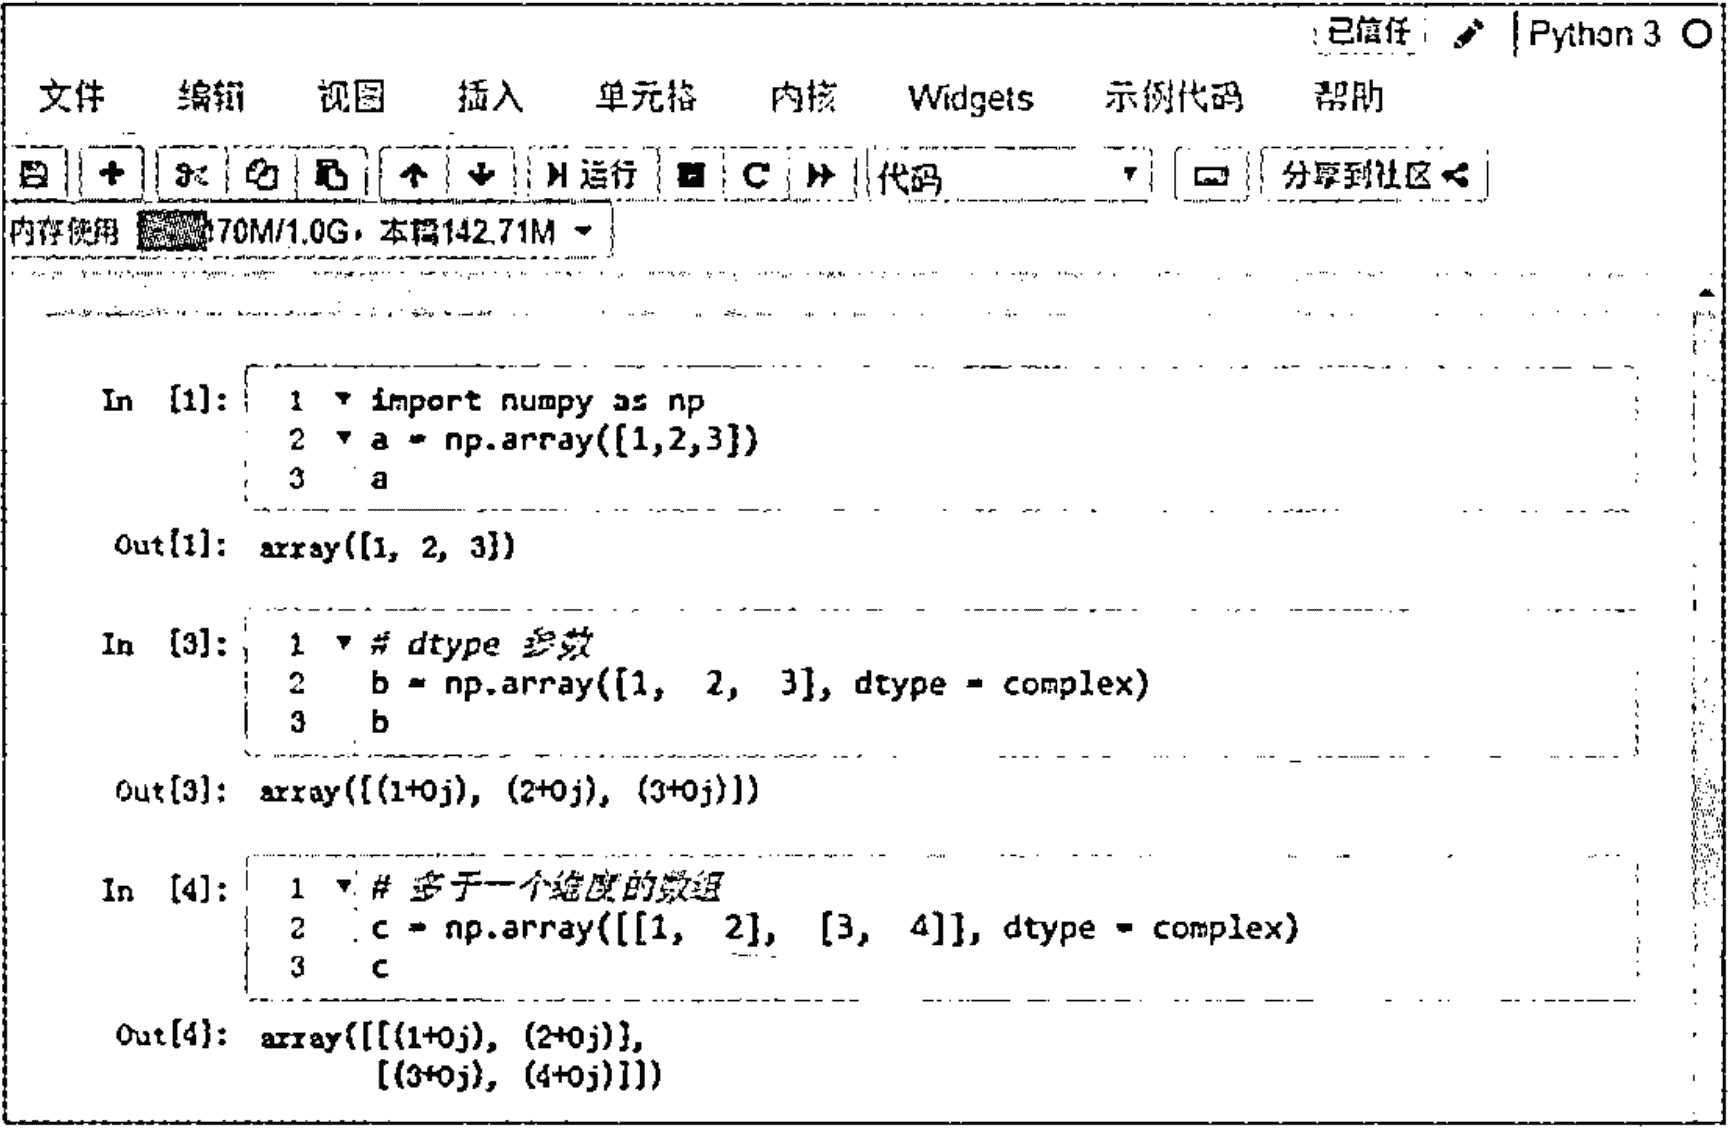 已信任 Python 3
文件 编辑 视图 插入 单元格 内核 Widgets 示例代码 帮助
运行 代码 分享到社区
内存使用 170M/1.0G, 本篇142.71M
In [1]: 1 import numpy as np
2 a = np.array([1,2,3])
3 a
Out[1]: array([1, 2, 3])
In [3]: 1 # dtype 参数
2 b = np.array([1, 2, 3], dtype = complex)
3 b
Out[3]: array([(1+0j), (2+0j), (3+0j)])
In [4]: 1 # 多于一个维度的数组
2 c = np.array([[1, 2], [3, 4]], dtype = complex)
3 c
Out[4]: array([[(1+0j), (2+0j)],
[(3+0j), (4+0j)]])